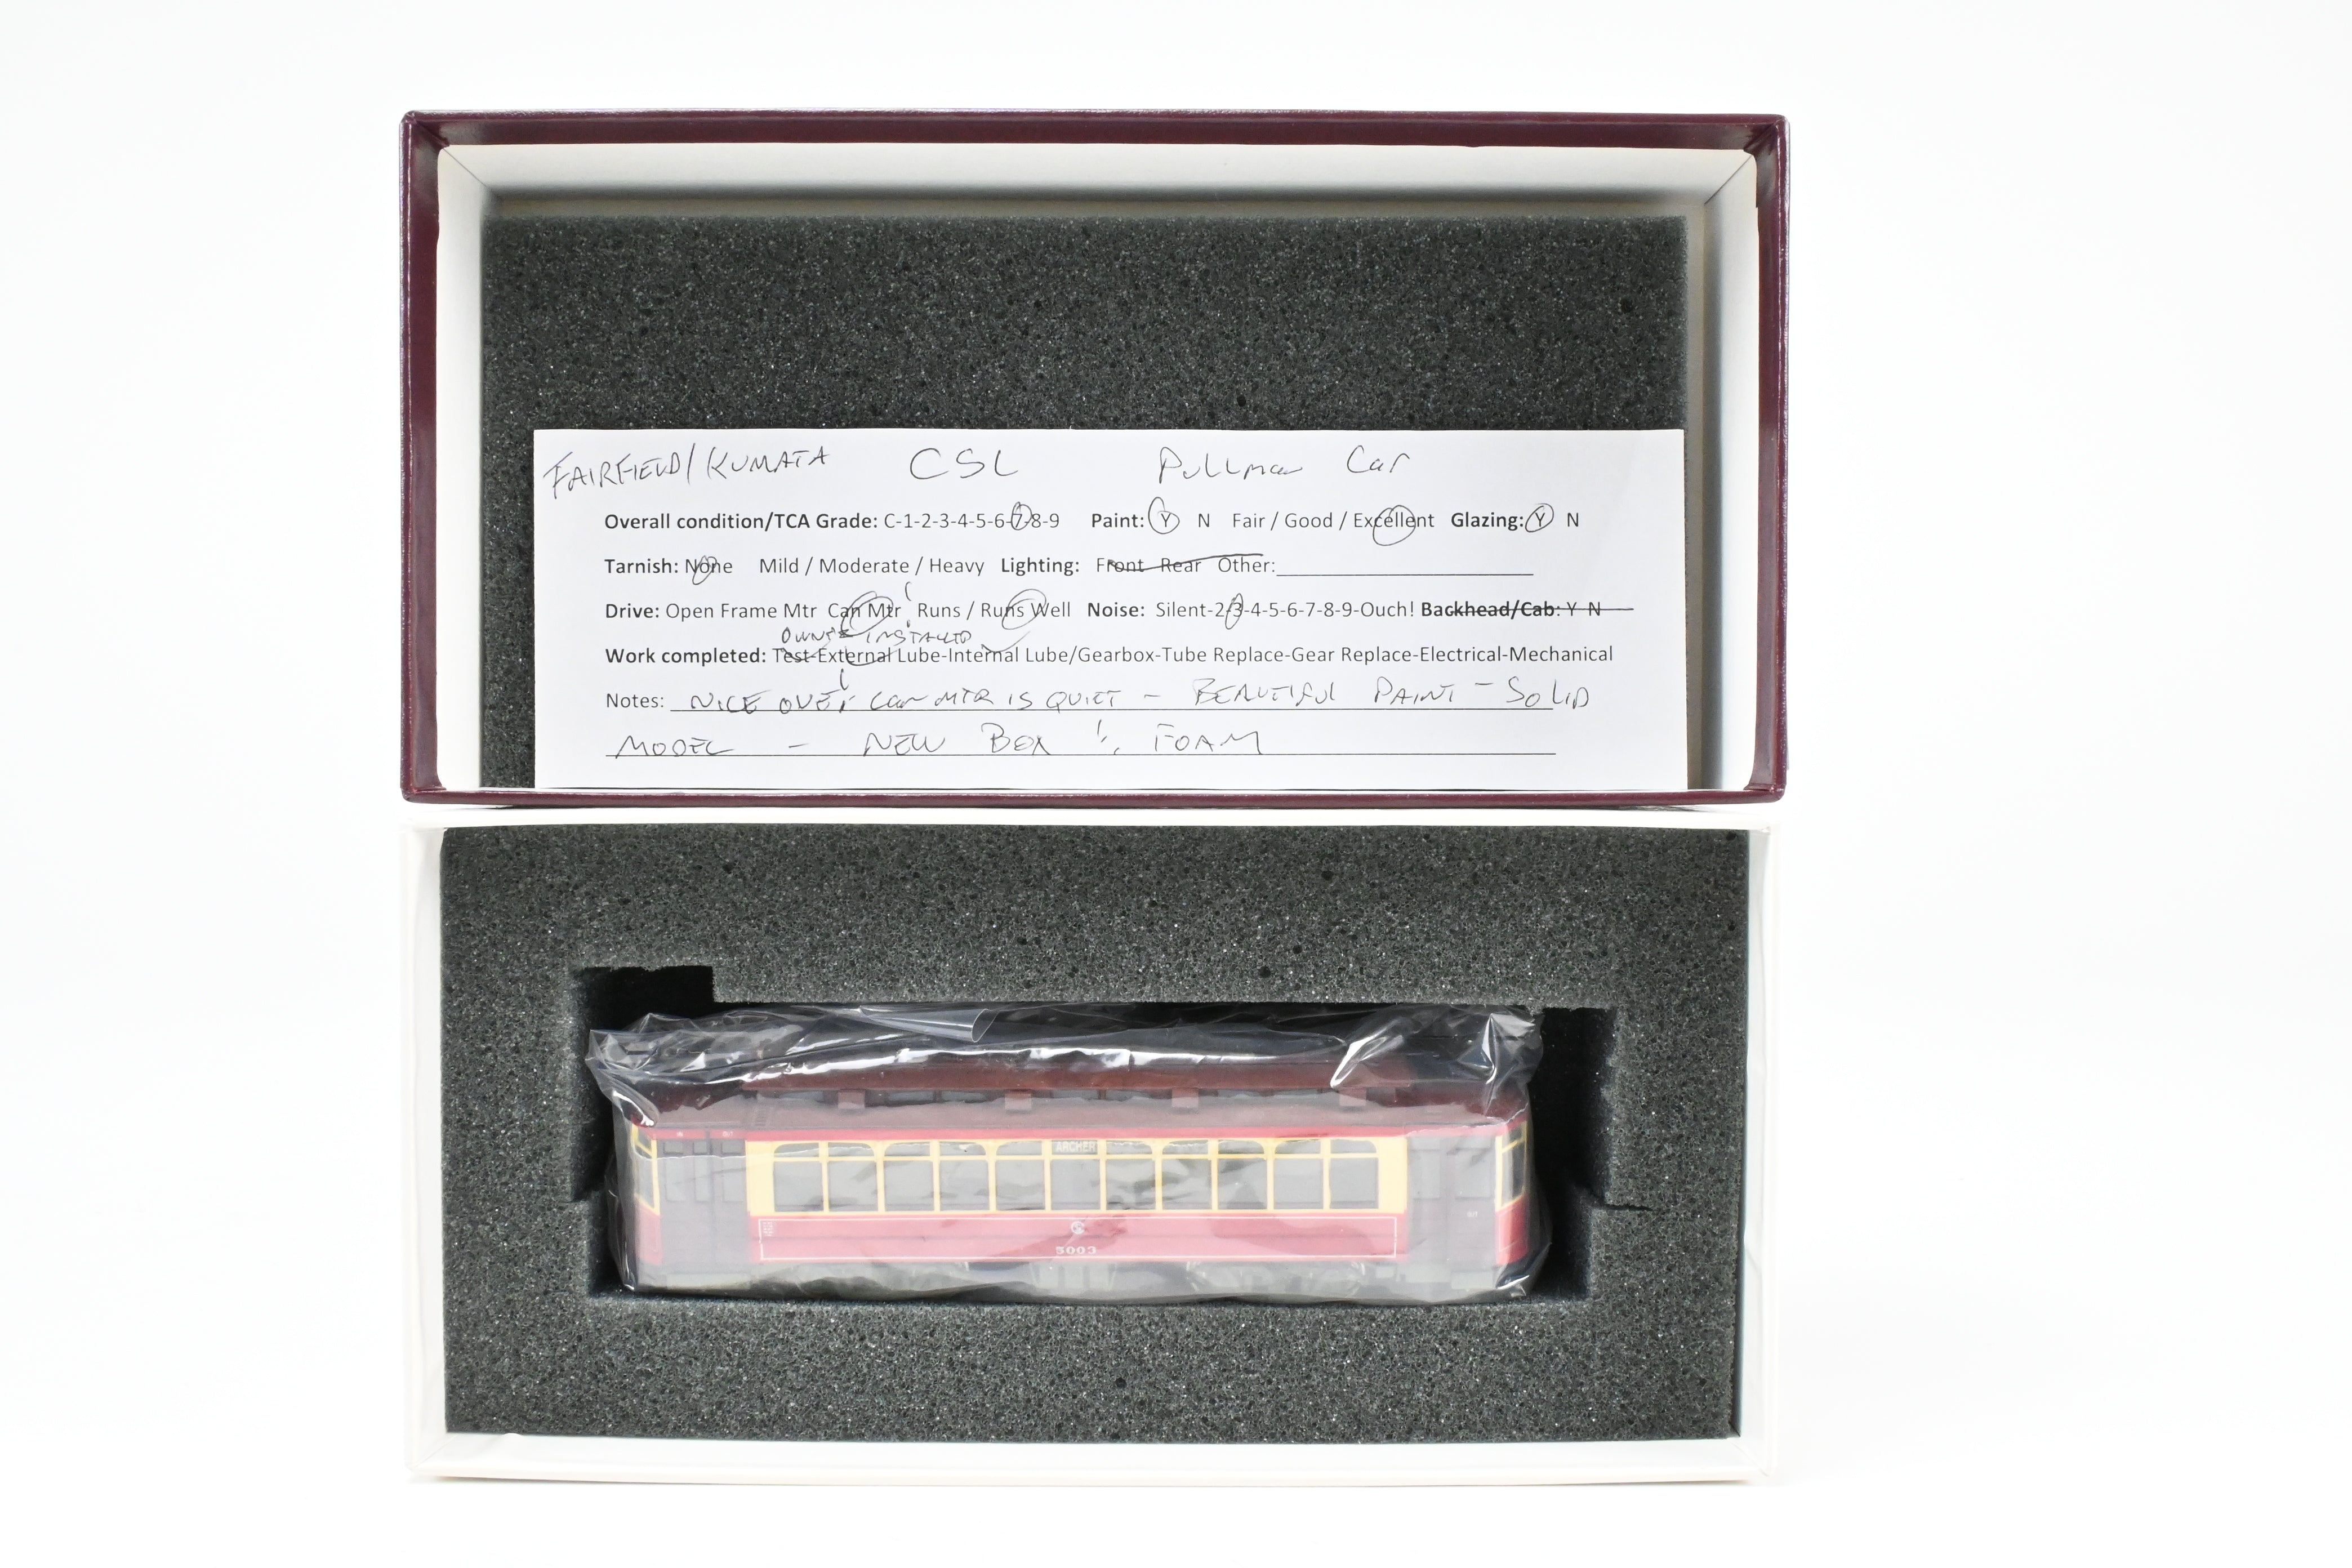 FAIRFIELD/KUMATA CSL Pullman Car
Overall condition/TCA Grade: C-1-2-3-4-5-6-7-8-9 Paint: Y N Fair / Good / Excellent Glazing: Y N
Tarnish: None Mild / Moderate / Heavy Lighting: Front Rear Other:
Drive: Open Frame Mtr Can Mtr Runs / Runs Well Noise: Silent-2-3-4-5-6-7-8-9-Ouch! Backhead/Cab: Y N
INSTALLED
Work completed: Test-External Lube-Internal Lube/Gearbox-Tube Replace-Gear Replace-Electrical-Mechanical
Notes: NICE Can MTR IS QUIET - BEAUTIFUL PAINT - SOLID
MODEL - NEW BOX & FOAM
ARCHER
5003